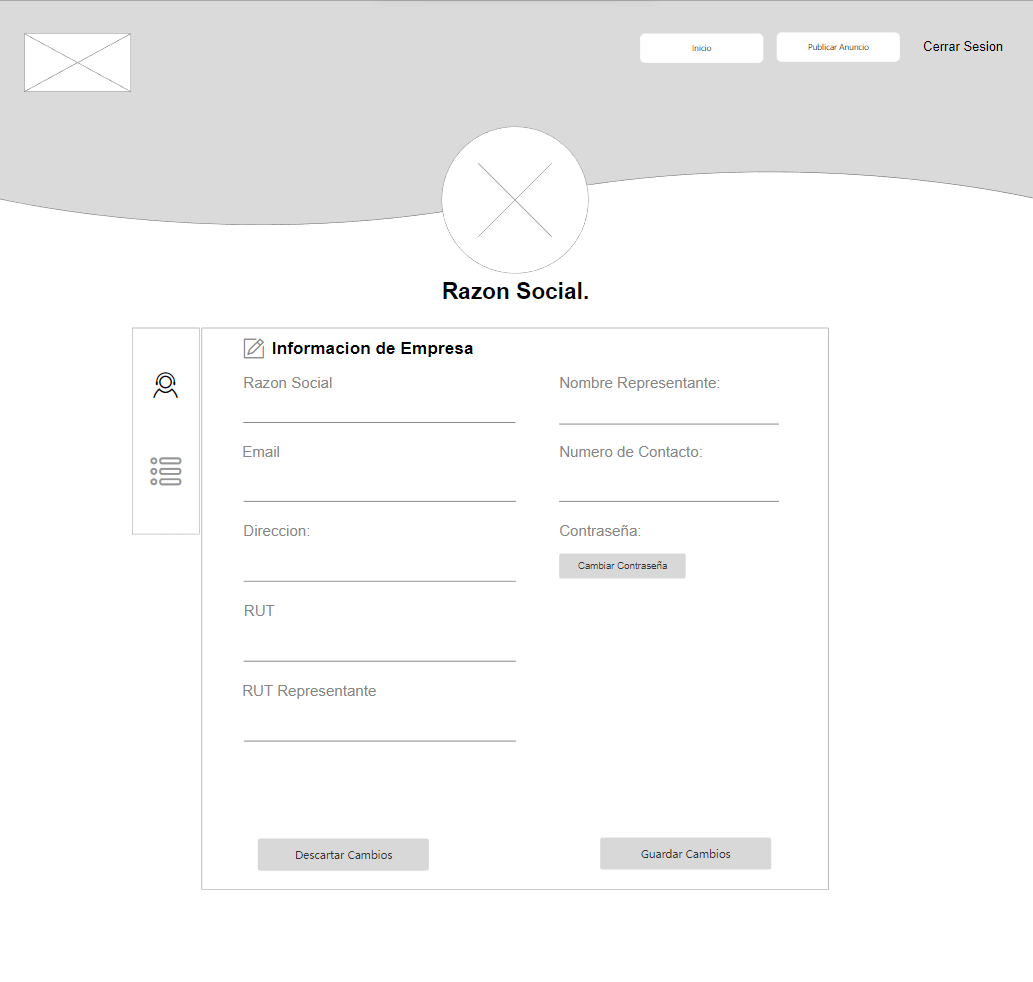 Inicio
Publicar Anuncio
Cerrar Sesion
Razon Social.
Informacion de Empresa
Razon Social
Nombre Representante:
Email
Numero de Contacto:
Direccion:
Contraseña:
Cambiar Contraseña
RUT
RUT Representante
Descartar Cambios
Guardar Cambios